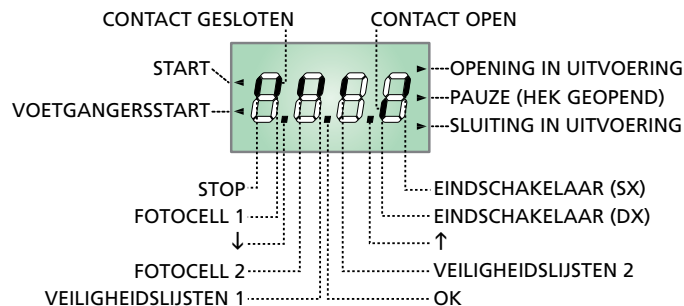 CONTACT GESLOTEN CONTACT OPEN
START OPENING IN UITVOERING
VOETGANGERSSTART PAUZE (HEK GEOPEND)
SLUITING IN UITVOERING
STOP EINDSCHAKELAAR (SX)
FOTOCELL 1 EINDSCHAKELAAR (DX)
↓ ↑
FOTOCELL 2 VEILIGHEIDSLIJSTEN 2
VEILIGHEIDSLIJSTEN 1 OK